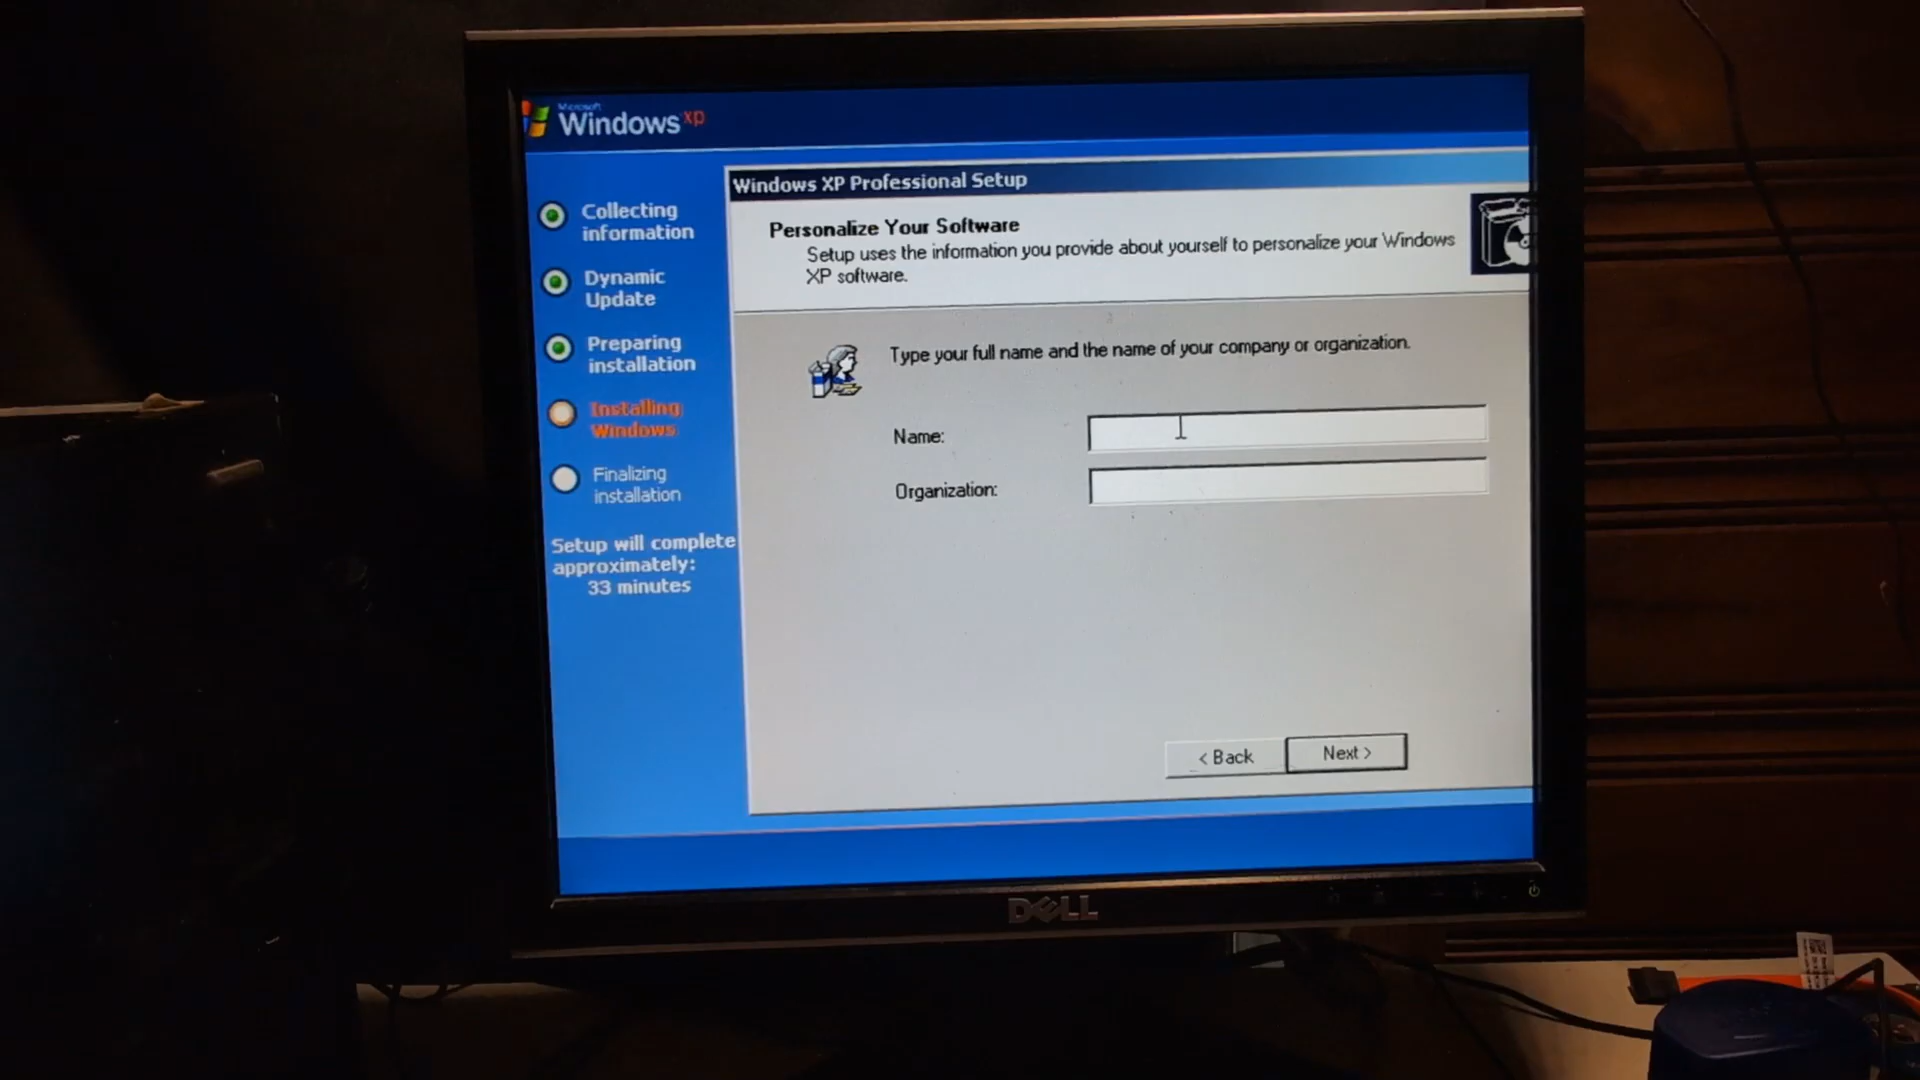 Microsoft
Windows xp
Collecting
information
Dynamic
Update
Preparing
installation
Installing
Windows
Finalizing
installation
Setup will complete
approximately:
33 minutes
Windows XP Professional Setup
Personalize Your Software
Setup uses the information you provide about yourself to personalize your Windows
XP software.
Type your full name and the name of your company or organization.
Name:
Organization:
< Back
Next >
DELL